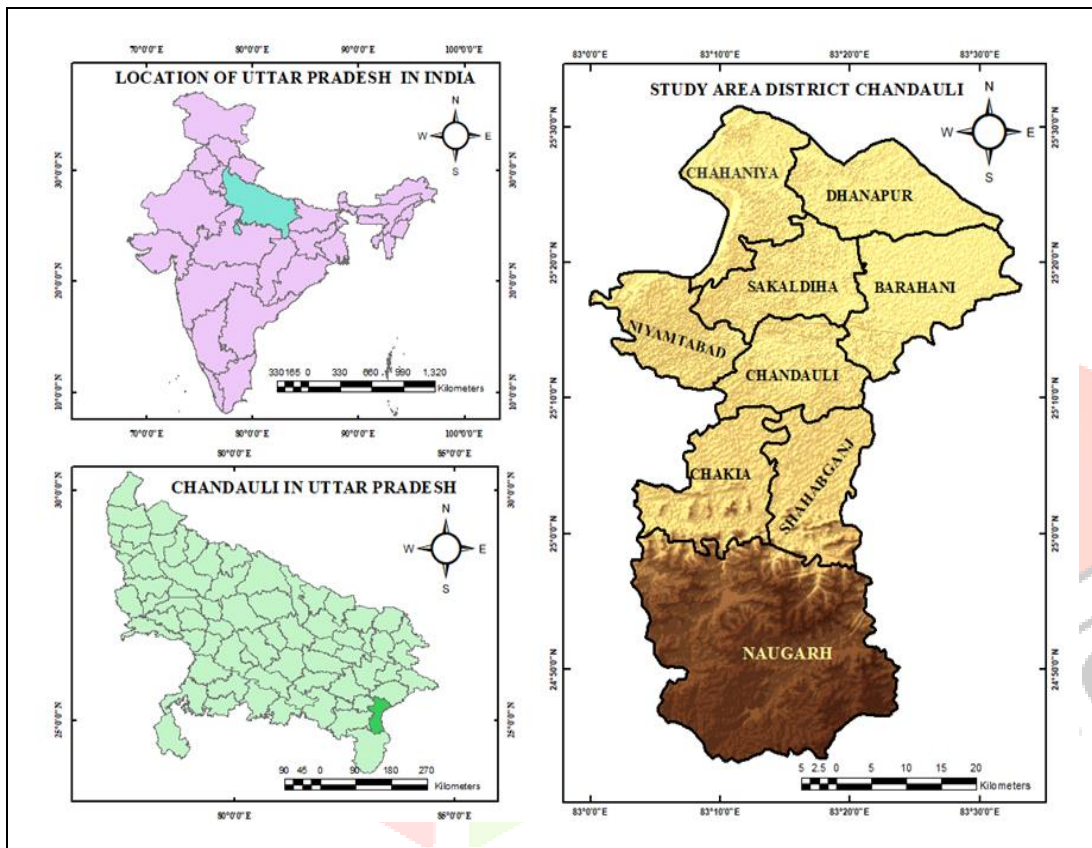 70°0'0"E 80°0'0"E 90°0'0"E 100°0'0"E
LOCATION OF UTTAR PRADESH IN INDIA
N
W E
S
30°0'0"N
20°0'0"N
10°0'0"N
30°0'0"N
20°0'0"N
10°0'0"N
330165 0 330 660 990 1,320
Kilometers
70°0'0"E 80°0'0"E 90°0'0"E 100°0'0"E
80°0'0"E 85°0'0"E
CHANDAULI IN UTTAR PRADESH
N
W E
S
30°0'0"N
25°0'0"N
30°0'0"N
25°0'0"N
90 45 0 90 180 270
Kilometers
80°0'0"E 85°0'0"E
83°0'0"E 83°10'0"E 83°20'0"E 83°30'0"E
STUDY AREA DISTRICT CHANDAULI
N
W E
S
25°30'0"N
25°20'0"N
25°10'0"N
25°0'0"N
24°50'0"N
25°30'0"N
25°20'0"N
25°10'0"N
25°0'0"N
24°50'0"N
CHAHANIYA
DHANAPUR
SAKALDIHA
BARAHANI
NIYAMTABAD
CHANDAULI
CHAKIA
SHAHABGANJ
NAUGARH
5 2.5 0 5 10 15 20
Kilometers
83°0'0"E 83°10'0"E 83°20'0"E 83°30'0"E